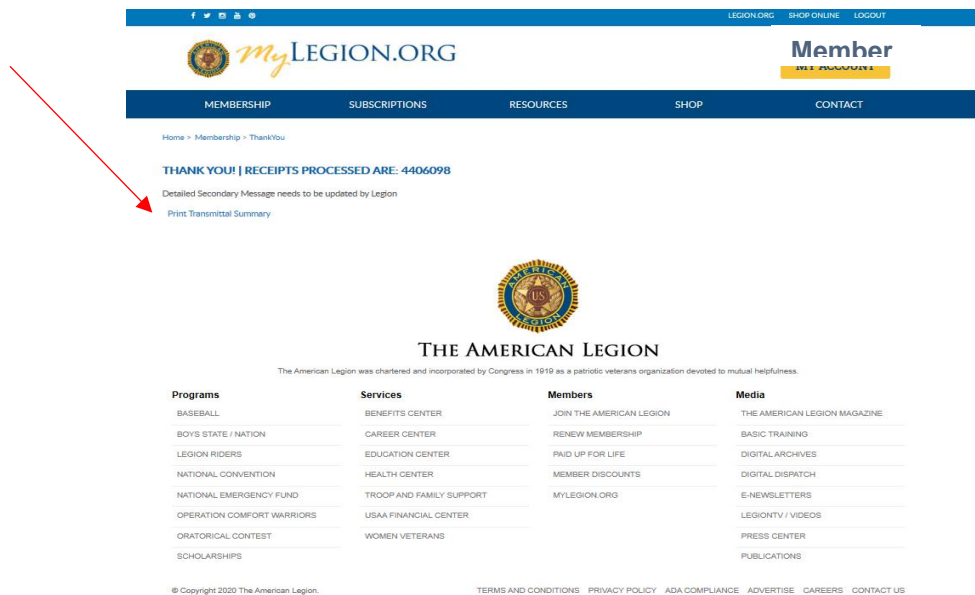 LEGION.ORG SHOP ONLINE LOGOUT
MyLEGION.ORG
Member
MY ACCOUNT
MEMBERSHIP SUBSCRIPTIONS RESOURCES SHOP CONTACT
Home > Membership > ThankYou
THANK YOU! | RECEIPTS PROCESSED ARE: 4406098
Detailed Secondary Message needs to be updated by Legion
Print Transmittal Summary
AMERICAN
US
LEGION
THE AMERICAN LEGION
The American Legion was chartered and incorporated by Congress in 1919 as a patriotic veterans organization devoted to mutual helpfulness.
Programs Services Members Media
BASEBALL BENEFITS CENTER JOIN THE AMERICAN LEGION THE AMERICAN LEGION MAGAZINE
BOYS STATE / NATION CAREER CENTER RENEW MEMBERSHIP BASIC TRAINING
LEGION RIDERS EDUCATION CENTER PAID UP FOR LIFE DIGITAL ARCHIVES
NATIONAL CONVENTION HEALTH CENTER MEMBER DISCOUNTS DIGITAL DISPATCH
NATIONAL EMERGENCY FUND TROOP AND FAMILY SUPPORT MYLEGION.ORG E-NEWSLETTERS
OPERATION COMFORT WARRIORS USAA FINANCIAL CENTER LEGIONTV / VIDEOS
ORATORICAL CONTEST WOMEN VETERANS PRESS CENTER
SCHOLARSHIPS PUBLICATIONS
© Copyright 2020 The American Legion. TERMS AND CONDITIONS PRIVACY POLICY ADA COMPLIANCE ADVERTISE CAREERS CONTACT US